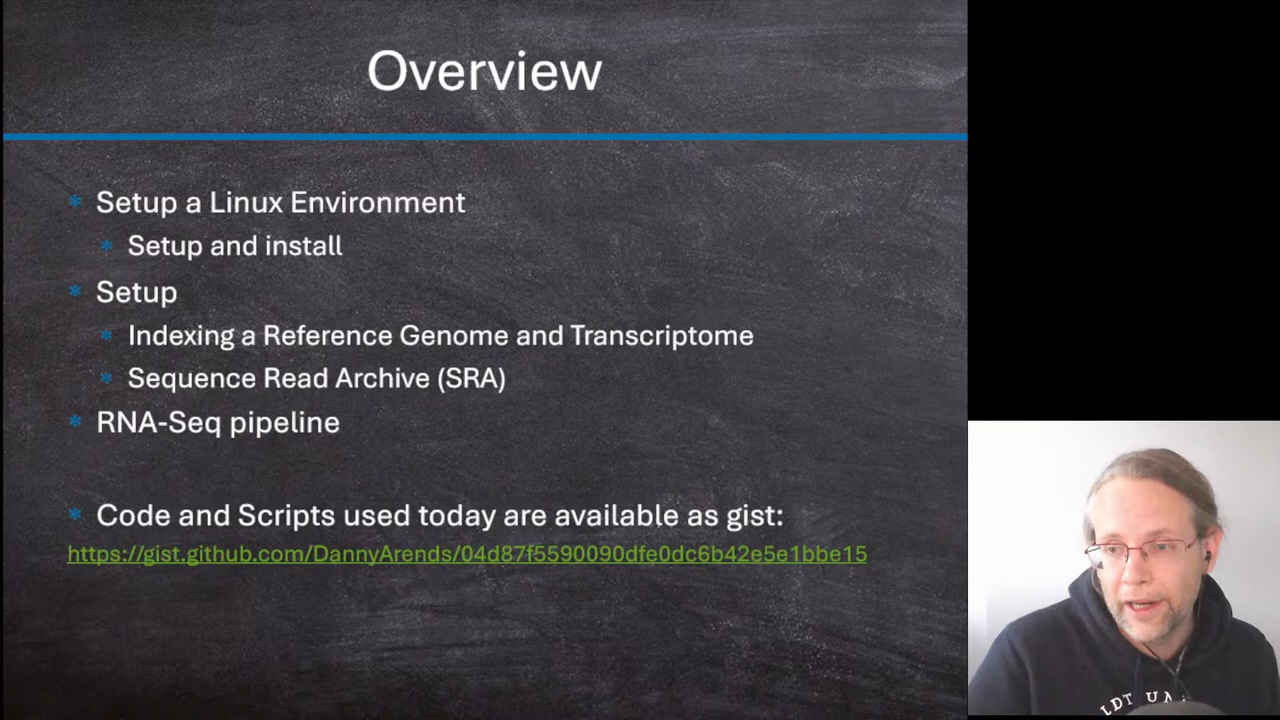 Overview
* Setup a Linux Environment
* Setup and install
* Setup
* Indexing a Reference Genome and Transcriptome
* Sequence Read Archive (SRA)
* RNA-Seq pipeline
* Code and Scripts used today are available as gist:
https://gist.github.com/DannyArends/04d87f5590090dfe0dc6b42e5e1bbe15